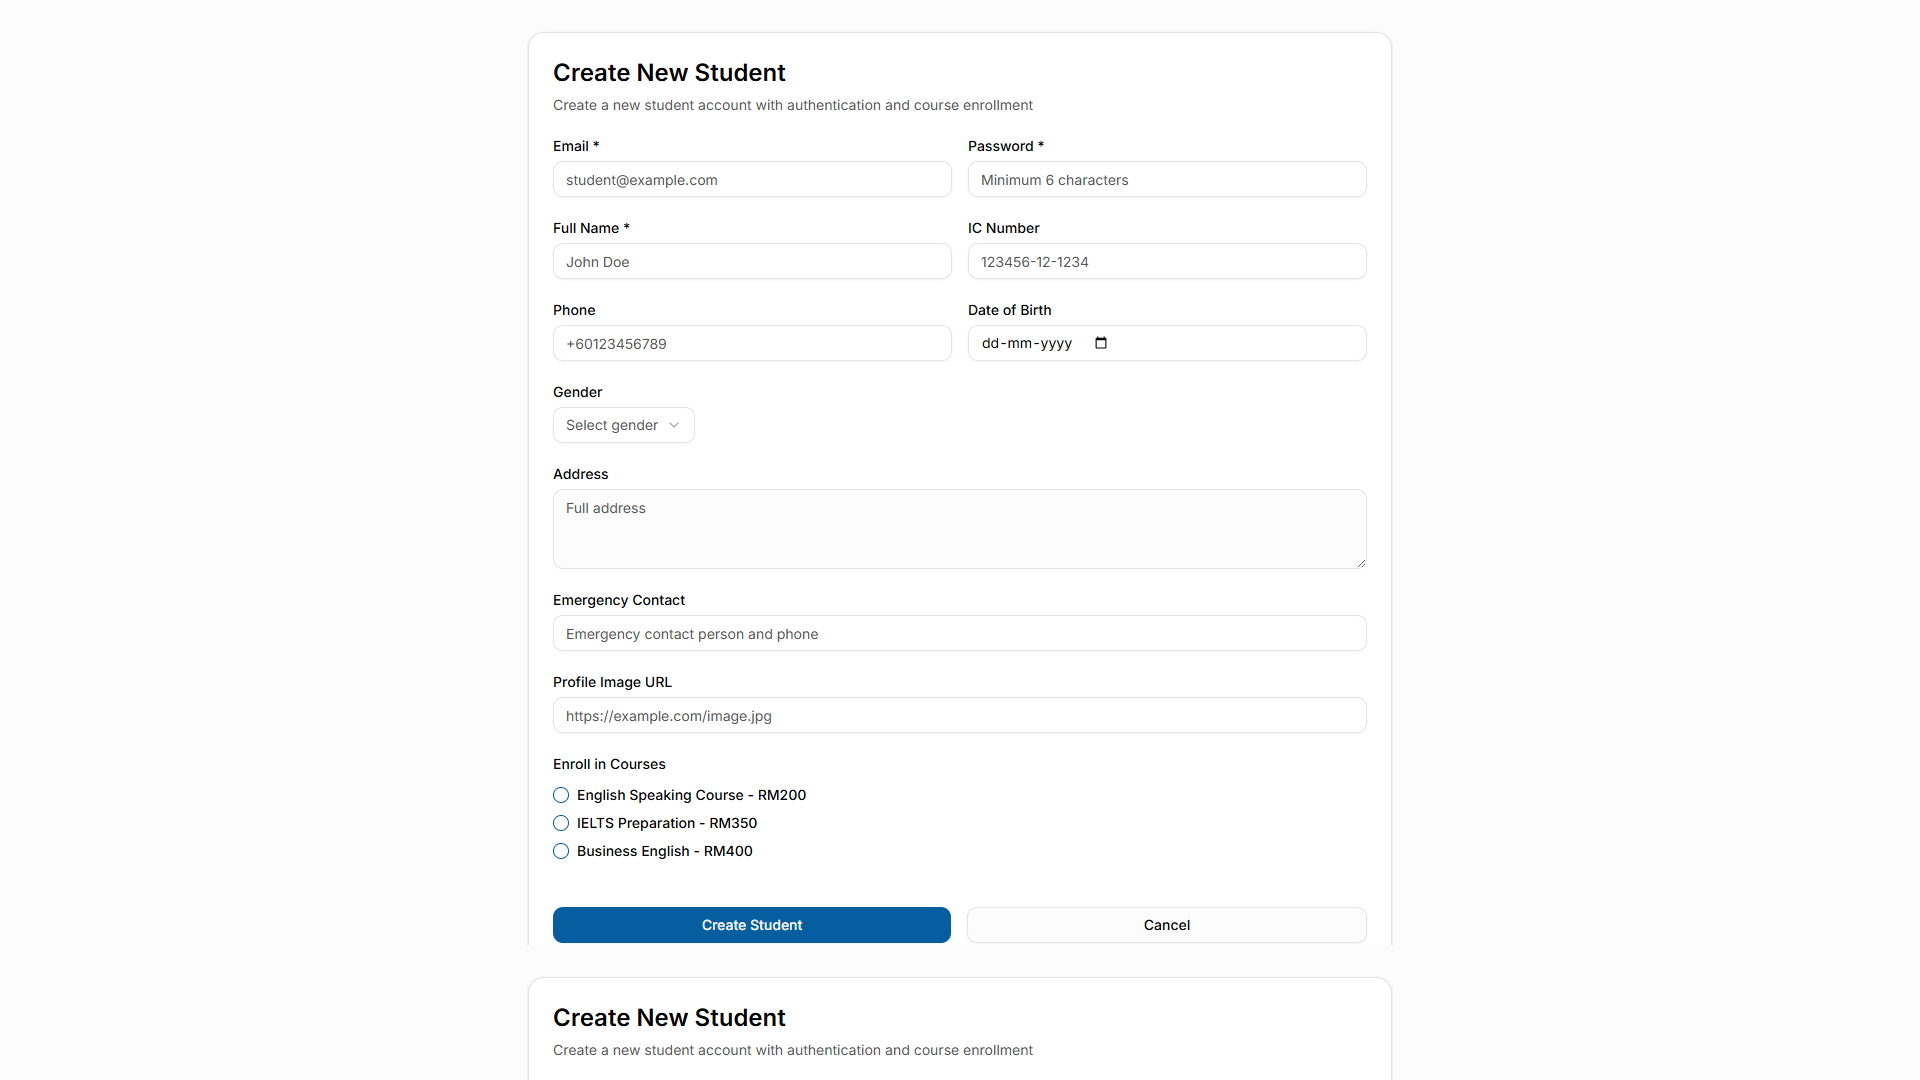 Create New Student
Create a new student account with authentication and course enrollment
Email *
Password *
student@example.com
Minimum 6 characters
Full Name *
IC Number
John Doe
123456-12-1234
Phone
Date of Birth
+60123456789
dd-mm-yyyy
Gender
Select gender
Address
Full address
Emergency Contact
Emergency contact person and phone
Profile Image URL
https://example.com/image.jpg
Enroll in Courses
English Speaking Course - RM200
IELTS Preparation - RM350
Business English - RM400
Create Student
Cancel
Create New Student
Create a new student account with authentication and course enrollment